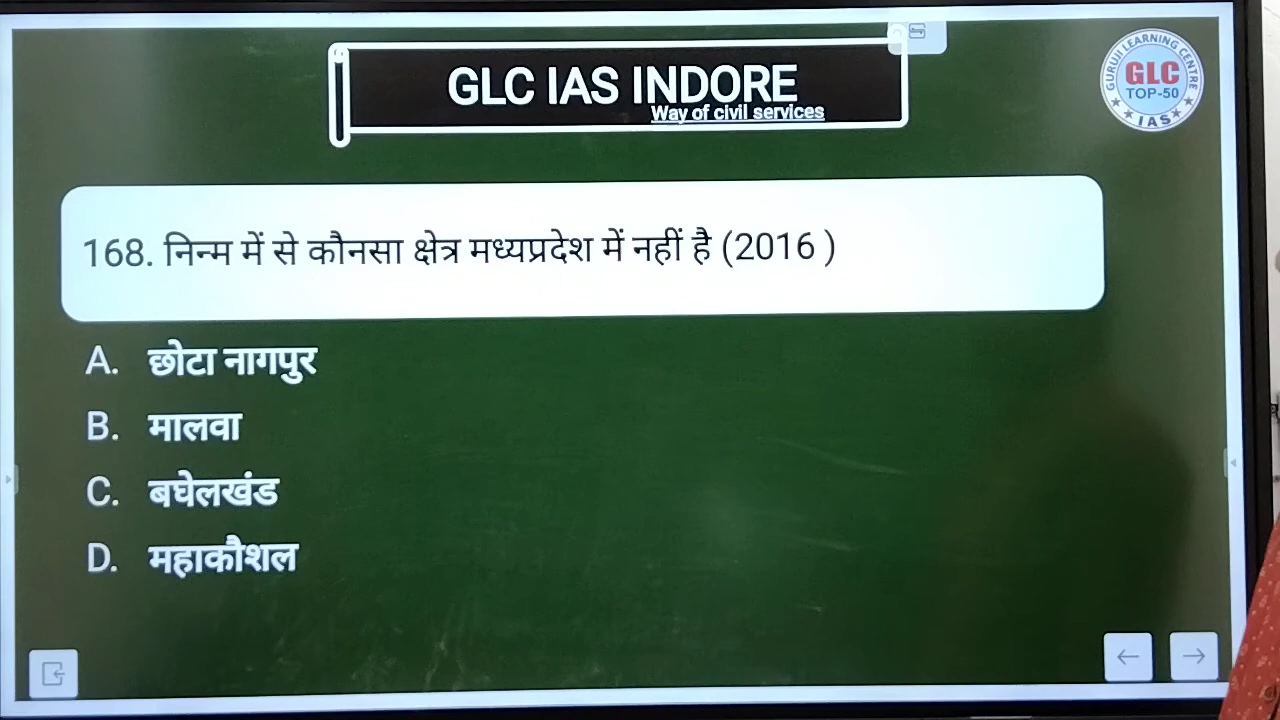 GLC IAS INDORE
Way of civil services
GURUJI LEARNING CENTRE
GLC
TOP-50
IAS
168. निन्म में से कौनसा क्षेत्र मध्यप्रदेश में नहीं है (2016 )
A. छोटा नागपुर
B. मालवा
C. बघेलखंड
D. महाकौशल